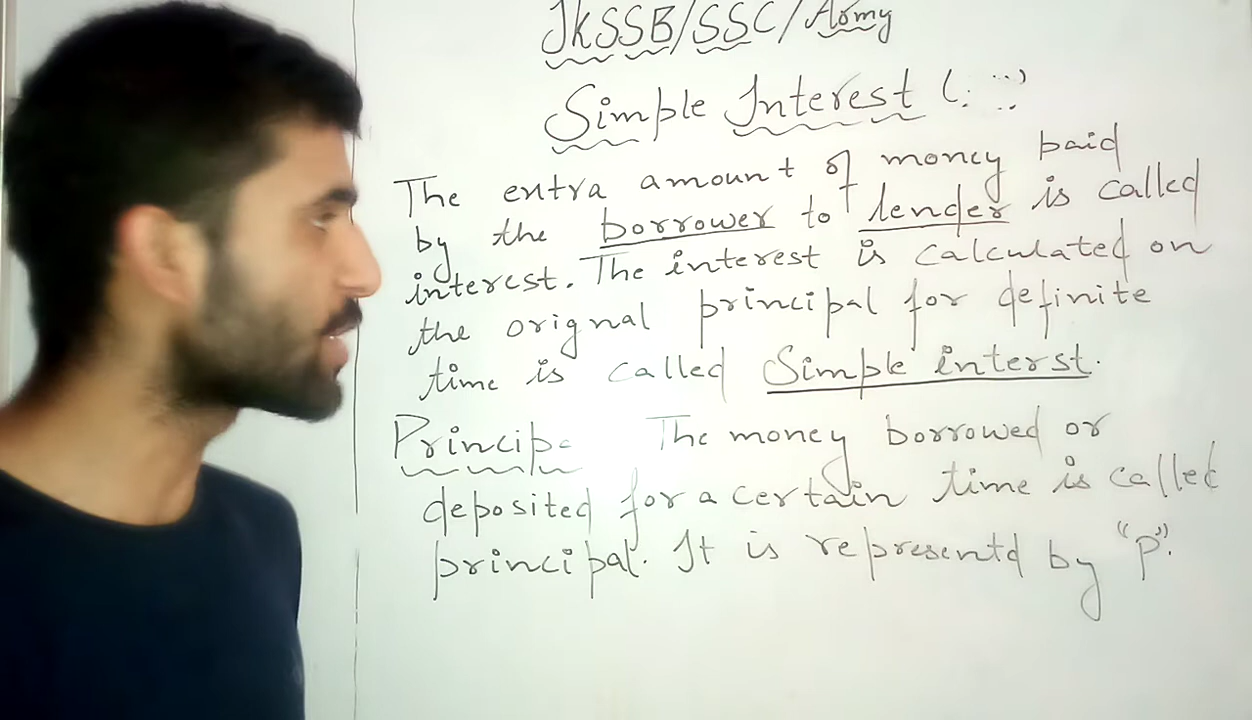 JKSSB/SSC/Army
Simple Interest (. ...)
The extra amount of money paid
by the borrower to lender is called
interest. The interest is calculated on
the orignal principal for definite
time is called Simple interst.
Principa The money borrowed or
deposited for a certain time is called
principal. It is representd by "P".